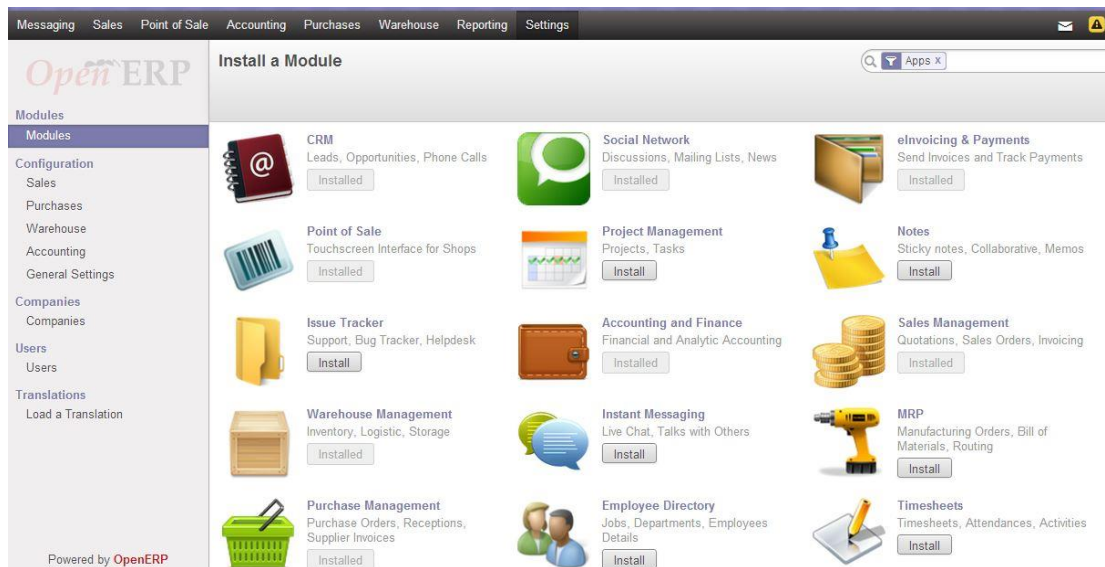 Messaging Sales Point of Sale Accounting Purchases Warehouse Reporting Settings
Open ERP
Install a Module
Apps x
Modules
Modules
Configuration
Sales
Purchases
Warehouse
Accounting
General Settings
Companies
Companies
Users
Users
Translations
Load a Translation
Powered by OpenERP
CRM
Leads, Opportunities, Phone Calls
Installed
Social Network
Discussions, Mailing Lists, News
Installed
eInvoicing & Payments
Send Invoices and Track Payments
Installed
Point of Sale
Touchscreen Interface for Shops
Installed
Project Management
Projects, Tasks
Install
Notes
Sticky notes, Collaborative, Memos
Install
Issue Tracker
Support, Bug Tracker, Helpdesk
Install
Accounting and Finance
Financial and Analytic Accounting
Installed
Sales Management
Quotations, Sales Orders, Invoicing
Installed
Warehouse Management
Inventory, Logistic, Storage
Installed
Instant Messaging
Live Chat, Talks with Others
Install
MRP
Manufacturing Orders, Bill of
Materials, Routing
Install
Purchase Management
Purchase Orders, Receptions,
Supplier Invoices
Installed
Employee Directory
Jobs, Departments, Employees
Details
Install
Timesheets
Timesheets, Attendances, Activities
Install